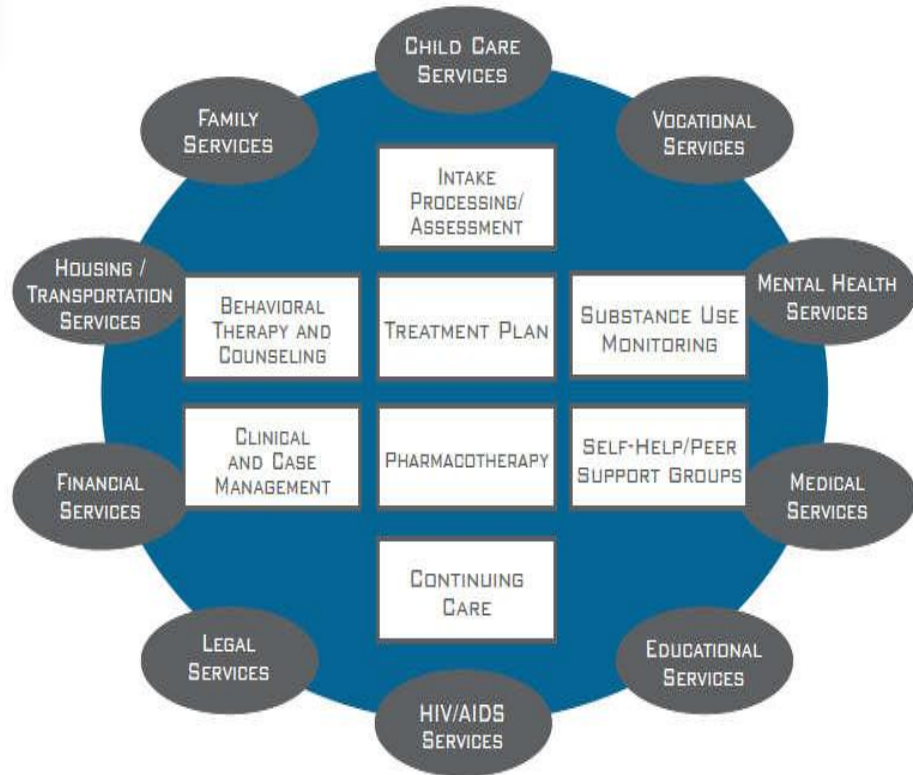 CHILD CARE
SERVICES
FAMILY
SERVICES
VOCATIONAL
SERVICES
INTAKE
PROCESSING/
ASSESSMENT
HOUSING /
TRANSPORTATION
SERVICES
BEHAVIORAL
THERAPY AND
COUNSELING
TREATMENT PLAN
SUBSTANCE USE
MONITORING
MENTAL HEALTH
SERVICES
CLINICAL
AND CASE
MANAGEMENT
PHARMACOTHERAPY
SELF-HELP/PEER
SUPPORT GROUPS
FINANCIAL
SERVICES
MEDICAL
SERVICES
CONTINUING
CARE
LEGAL
SERVICES
EDUCATIONAL
SERVICES
HIV/AIDS
SERVICES